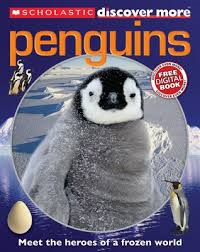 SCHOLASTIC discover more
penguins
FREE
DIGITAL
BOOK
Meet the heroes of a frozen world